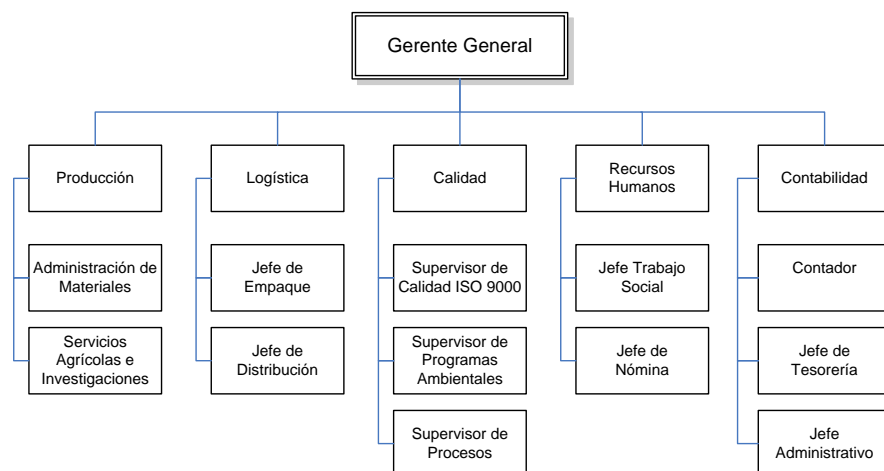 Gerente General
Producción
Logística
Calidad
Recursos
Humanos
Contabilidad
Administración de
Materiales
Jefe de
Empaque
Supervisor de
Calidad ISO 9000
Jefe Trabajo
Social
Contador
Servicios
Agrícolas e
Investigaciones
Jefe de
Distribución
Supervisor de
Programas
Ambientales
Jefe de
Nómina
Jefe de
Tesorería
Supervisor de
Procesos
Jefe
Administrativo